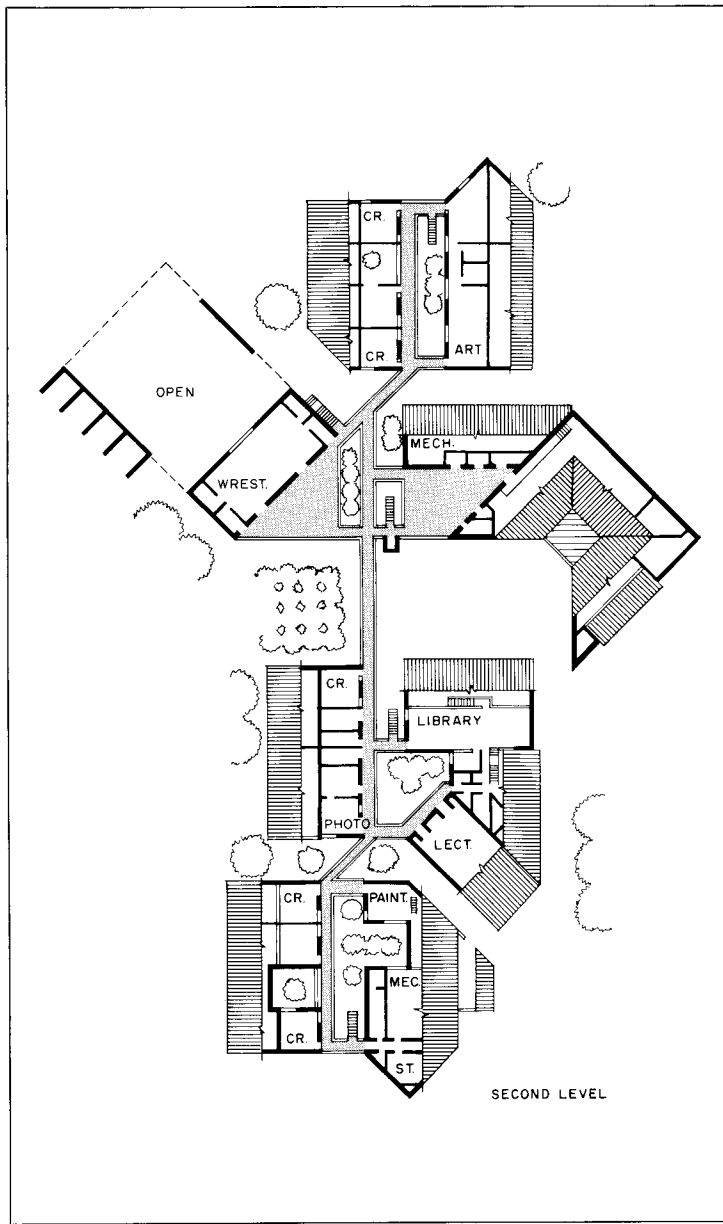 CR.
CR.
ART
OPEN
WREST.
MECH.
CR.
LIBRARY
PHOTO
LECT.
CR.
PAINT.
MEC.
CR.
ST.
SECOND LEVEL